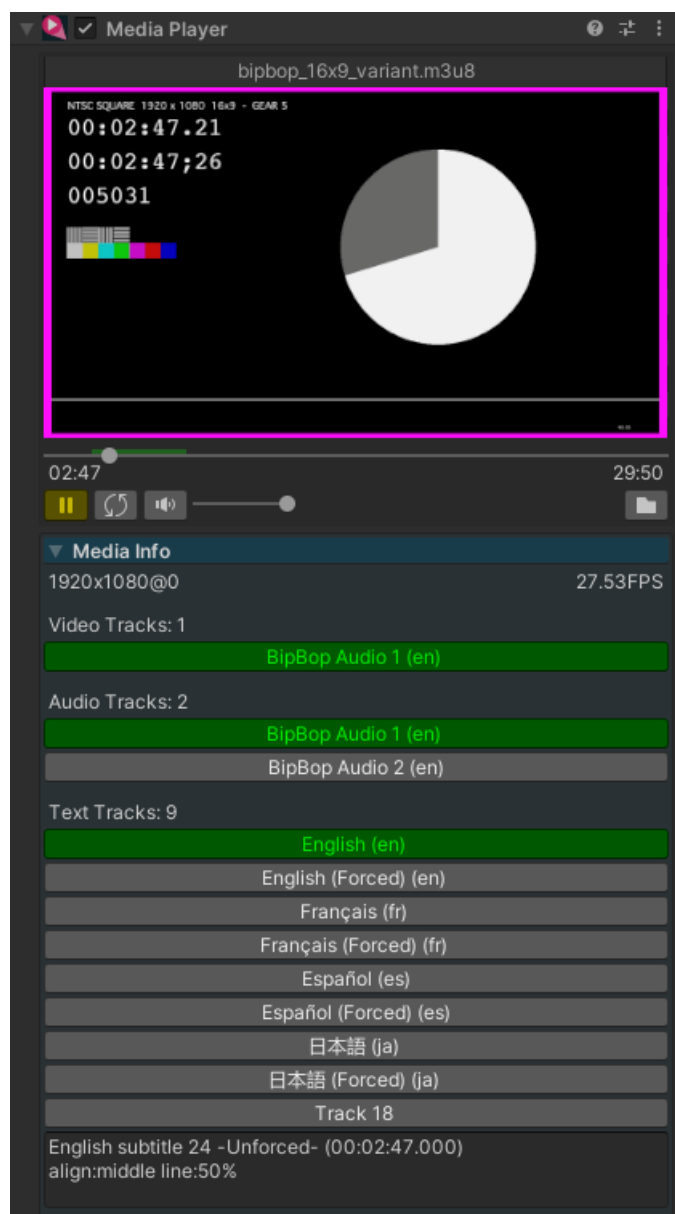 Media Player
bipbop_16x9_variant.m3u8
NTSC SQUARE 1920 x 1080 16x9 - GEAR 5
00:02:47.21
00:02:47;26
005031
02:47
29:50
Media Info
1920x1080@0
27.53FPS
Video Tracks: 1
BipBop Audio 1 (en)
Audio Tracks: 2
BipBop Audio 1 (en)
BipBop Audio 2 (en)
Text Tracks: 9
English (en)
English (Forced) (en)
Français (fr)
Français (Forced) (fr)
Español (es)
Español (Forced) (es)
日本語 (ja)
日本語 (Forced) (ja)
Track 18
English subtitle 24 -Unforced- (00:02:47.000)
align:middle line:50%